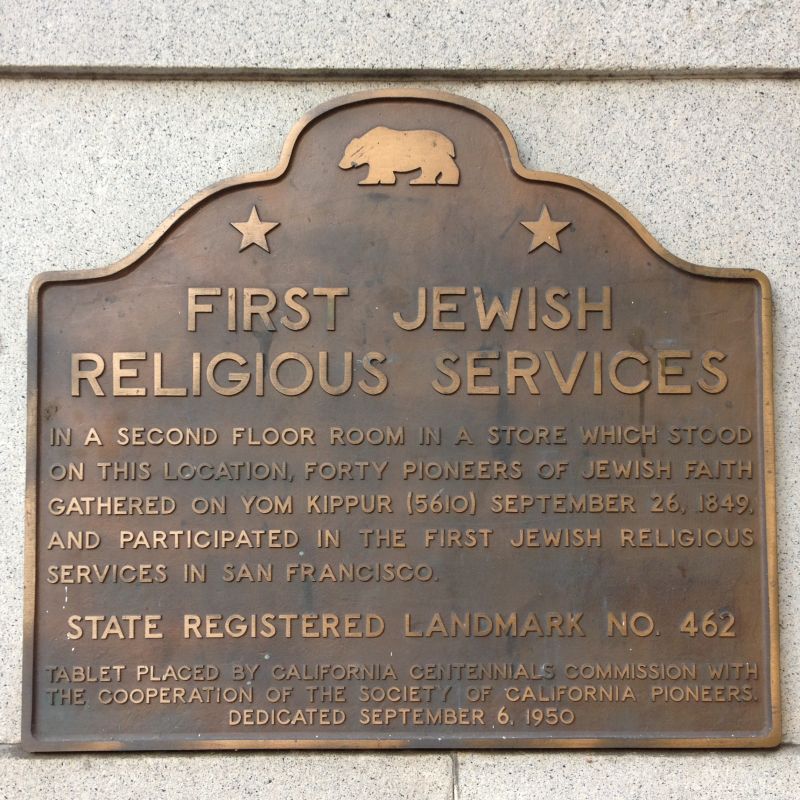 FIRST JEWISH
RELIGIOUS SERVICES
IN A SECOND FLOOR ROOM IN A STORE WHICH STOOD
ON THIS LOCATION, FORTY PIONEERS OF JEWISH FAITH
GATHERED ON YOM KIPPUR (5610) SEPTEMBER 26, 1849,
AND PARTICIPATED IN THE FIRST JEWISH RELIGIOUS
SERVICES IN SAN FRANCISCO.
STATE REGISTERED LANDMARK NO. 462
TABLET PLACED BY CALIFORNIA CENTENNIALS COMMISSION WITH
THE COOPERATION OF THE SOCIETY OF CALIFORNIA PIONEERS.
DEDICATED SEPTEMBER 6, 1950